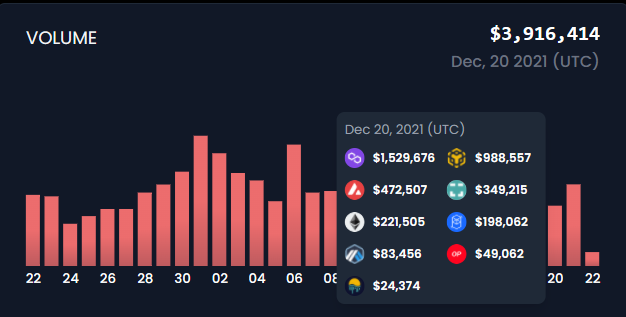 VOLUME
$3,916,414
Dec, 20 2021 (UTC)
Dec 20, 2021 (UTC)
$1,529,676 $988,557
$472,507 $349,215
$221,505 $198,062
$83,456 OP $49,062
$24,374
22 24 26 28 30 02 04 06 08 20 22